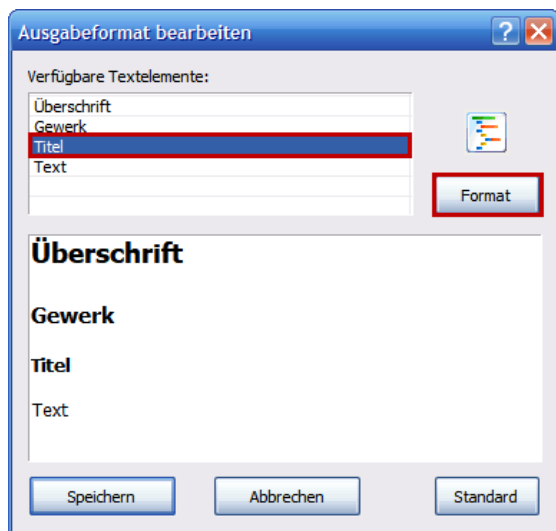 Ausgabeformat bearbeiten
Verfügbare Textelemente:
Überschrift
Gewerk
Titel
Text
Format
Überschrift
Gewerk
Titel
Text
Speichern
Abbrechen
Standard